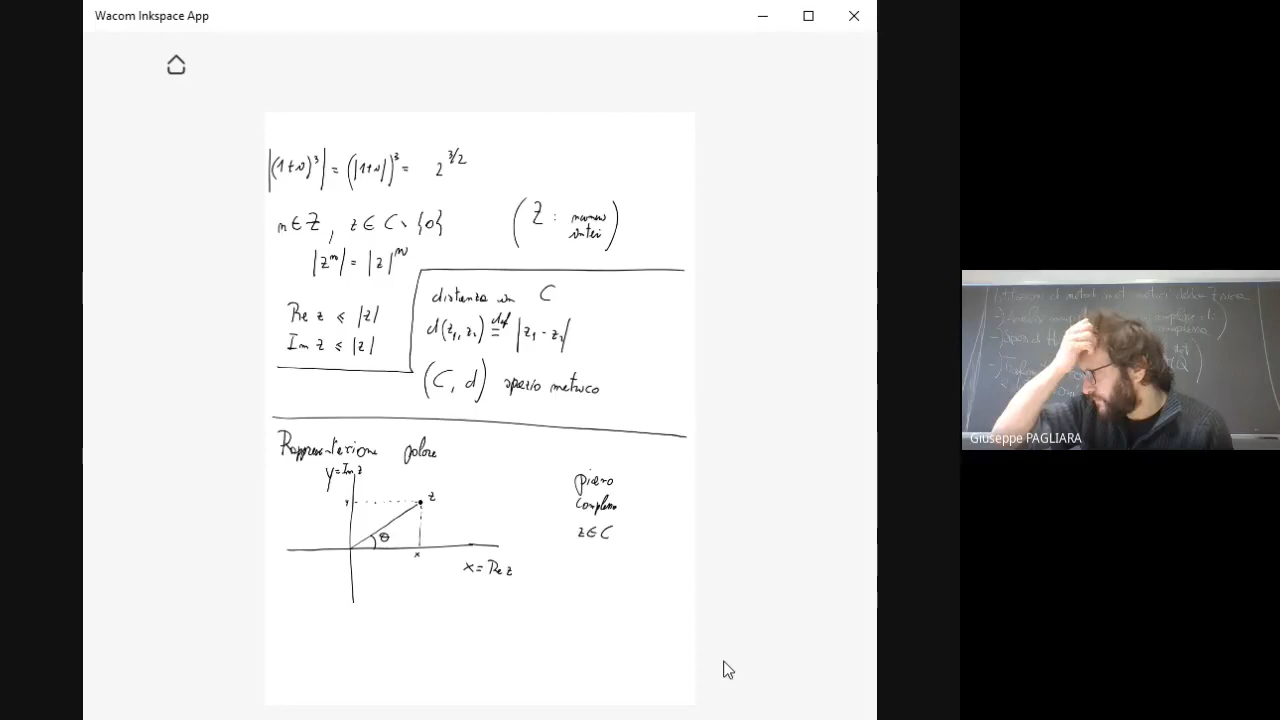 Wacom Inkspace App
|(1+i)³| = (|1+i|)³ = 2^{3/2}
n ∈ Z, z ∈ C \ {0}
(Z : numeri
interi)
|zⁿ| = |z|ⁿ
Re z ≤ |z|
Im z ≤ |z|
distanza in C
d(z₁, z₂) def= |z₁ - z₂|
(C, d) spazio metrico
Rappresentazione polare
y = Im z
y
z
θ
x
x = Re z
piano
complesso
z ∈ C
Giuseppe PAGLIARA